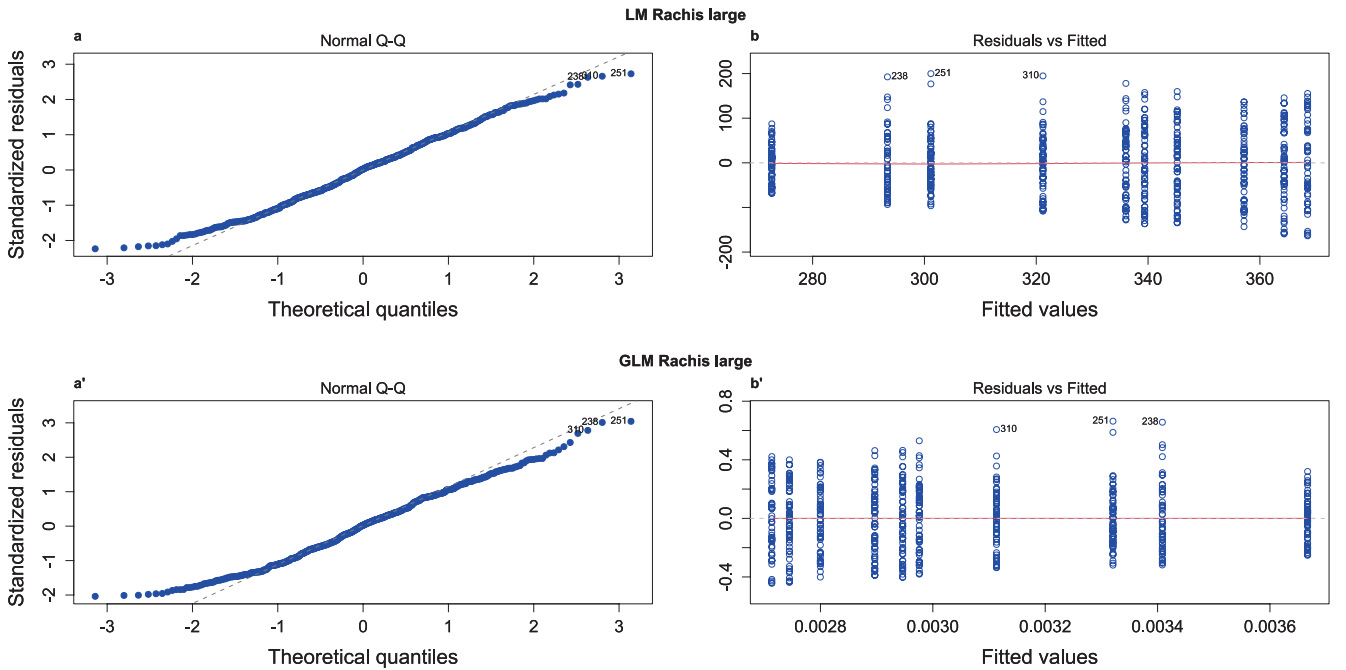 LM Rachis large
a
Normal Q-Q
Standardized residuals
3
2
1
0
-1
-2
238
310
251
-3 -2 -1 0 1 2 3
Theoretical quantiles
b
Residuals vs Fitted
200
100
0
-200
238
251
310
280 300 320 340 360
Fitted values
GLM Rachis large
a'
Normal Q-Q
Standardized residuals
3
2
1
0
-1
-2
238
251
310
-3 -2 -1 0 1 2 3
Theoretical quantiles
b'
Residuals vs Fitted
0.8
0.4
0.0
-0.4
310
251
238
0.0028 0.0030 0.0032 0.0034 0.0036
Fitted values